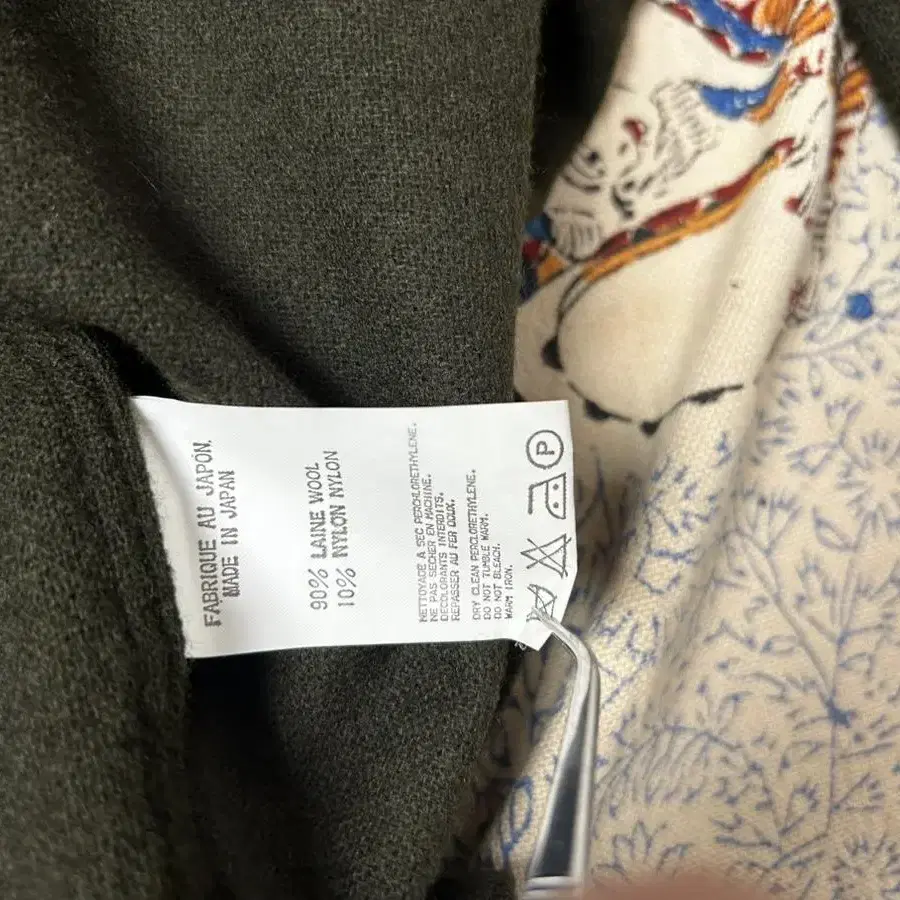 FABRIQUE AU JAPON.
MADE IN JAPAN
90% LAINE WOOL
10% NYLON NYLON
NETTOYAGE A SEC PERCHLORETHYLENE.
NE PAS SECHER EN MACHINE.
DECOLORANTS INTERDITS.
REPASSER AU FER DOUX.
DRY CLEAN PERCLORETHYLENE.
DO NOT TUMBLE WARM.
DO NOT BLEACH.
WARM IRON.
P